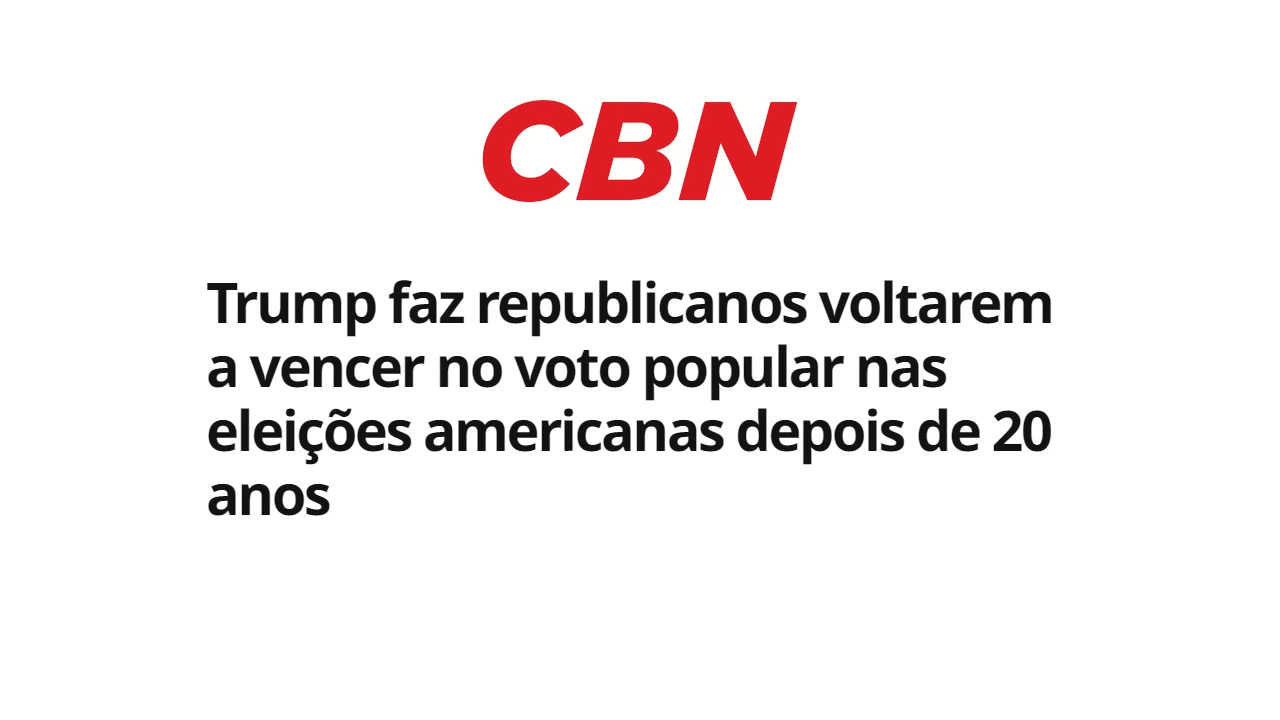 CBN
Trump faz republicanos voltarem
a vencer no voto popular nas
eleições americanas depois de 20
anos